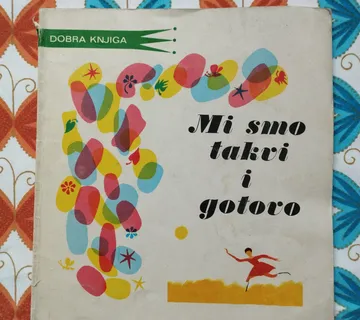 DOBRA KNJIGA
Mi smo
takvi
i
gotovo